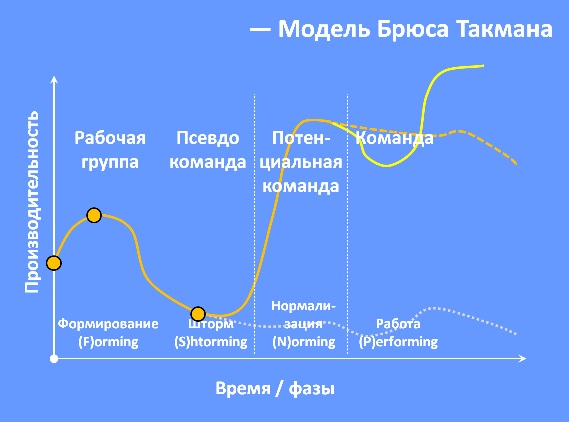 — Модель Брюса Такмана
Производительность
Рабочая
группа
Псевдо
команда
Потен-
циальная
команда
Команда
Формирование
(F)orming
Шторм
(S)htorming
Нормали-
зация
(N)orming
Работа
(P)erforming
Время / фазы